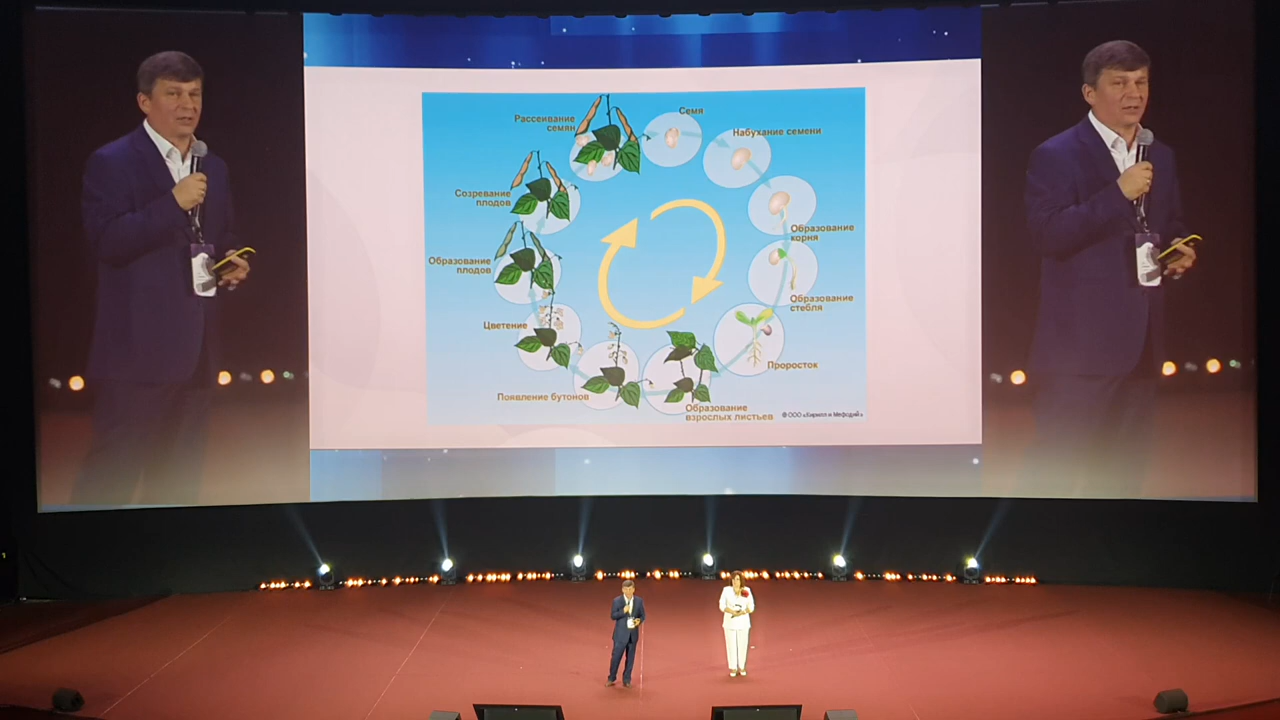 Семя
Набухание семени
Образование
корня
Образование
стебля
Проросток
Образование
взрослых листьев
Появление бутонов
Цветение
Образование
плодов
Созревание
плодов
Рассеивание
семян
© ООО «Кирилл и Мефодий»